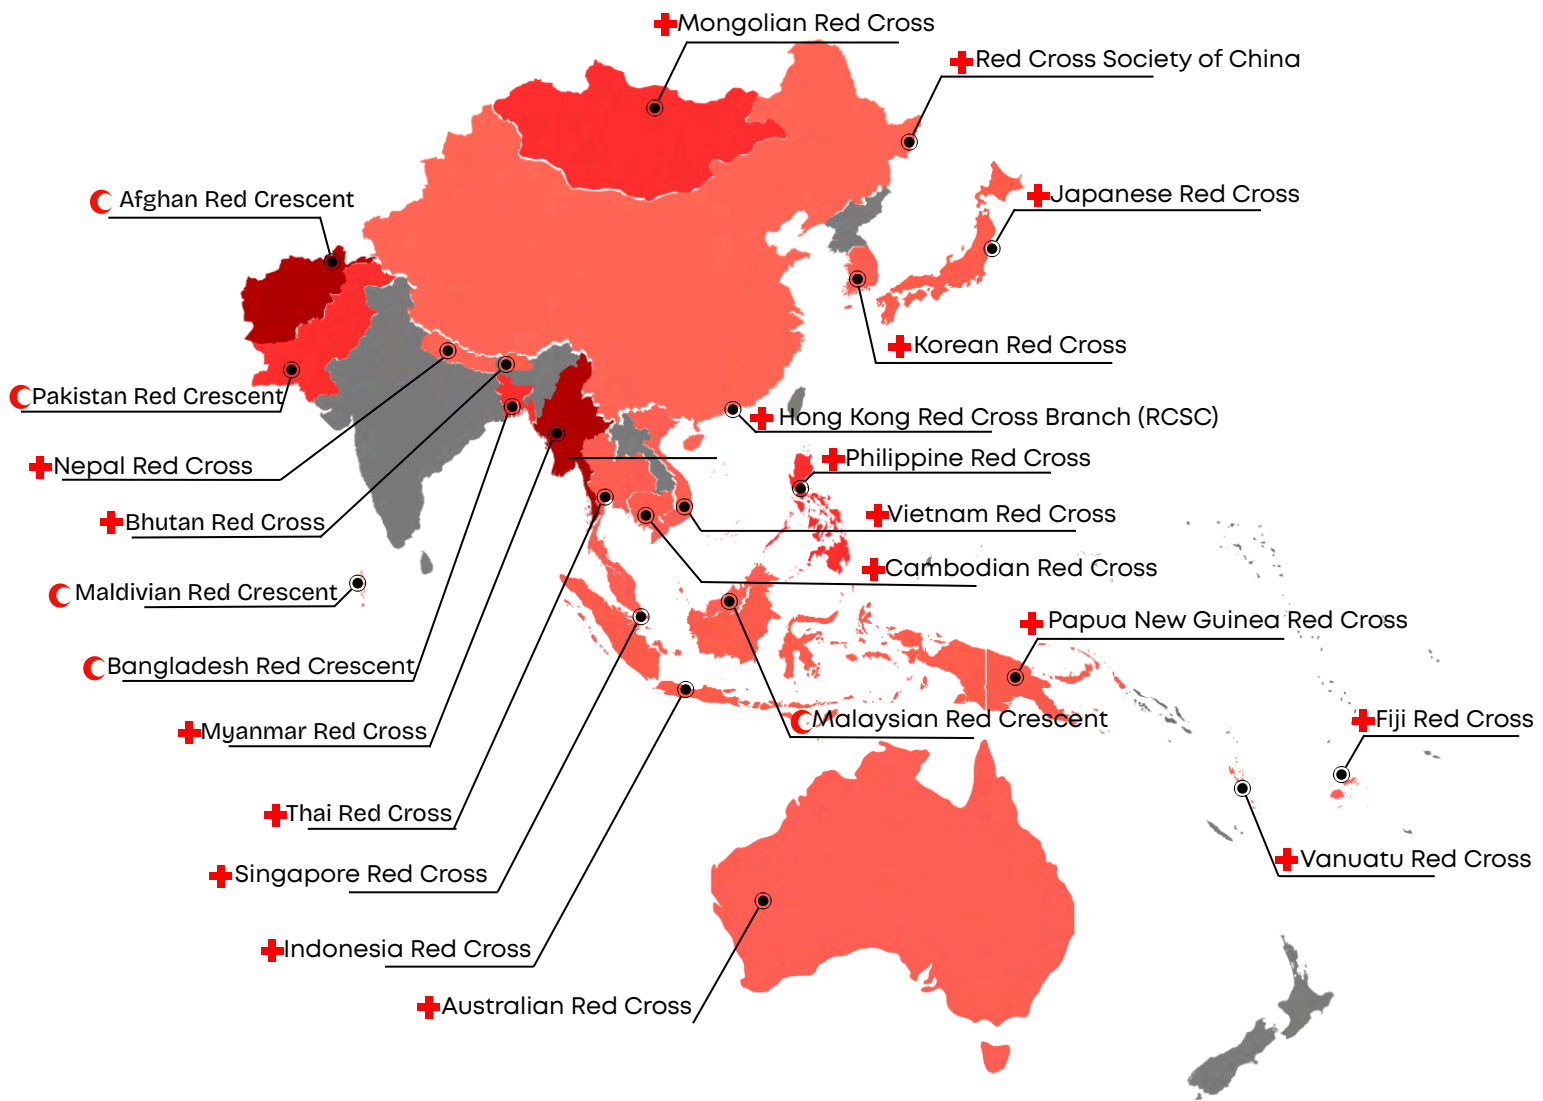 Mongolian Red Cross
Red Cross Society of China
Japanese Red Cross
Afghan Red Crescent
Korean Red Cross
Pakistan Red Crescent
Hong Kong Red Cross Branch (RCSC)
Philippine Red Cross
Nepal Red Cross
Vietnam Red Cross
Bhutan Red Cross
Cambodian Red Cross
Maldivian Red Crescent
Papua New Guinea Red Cross
Bangladesh Red Crescent
Malaysian Red Crescent
Fiji Red Cross
Myanmar Red Cross
Thai Red Cross
Vanuatu Red Cross
Singapore Red Cross
Indonesia Red Cross
Australian Red Cross